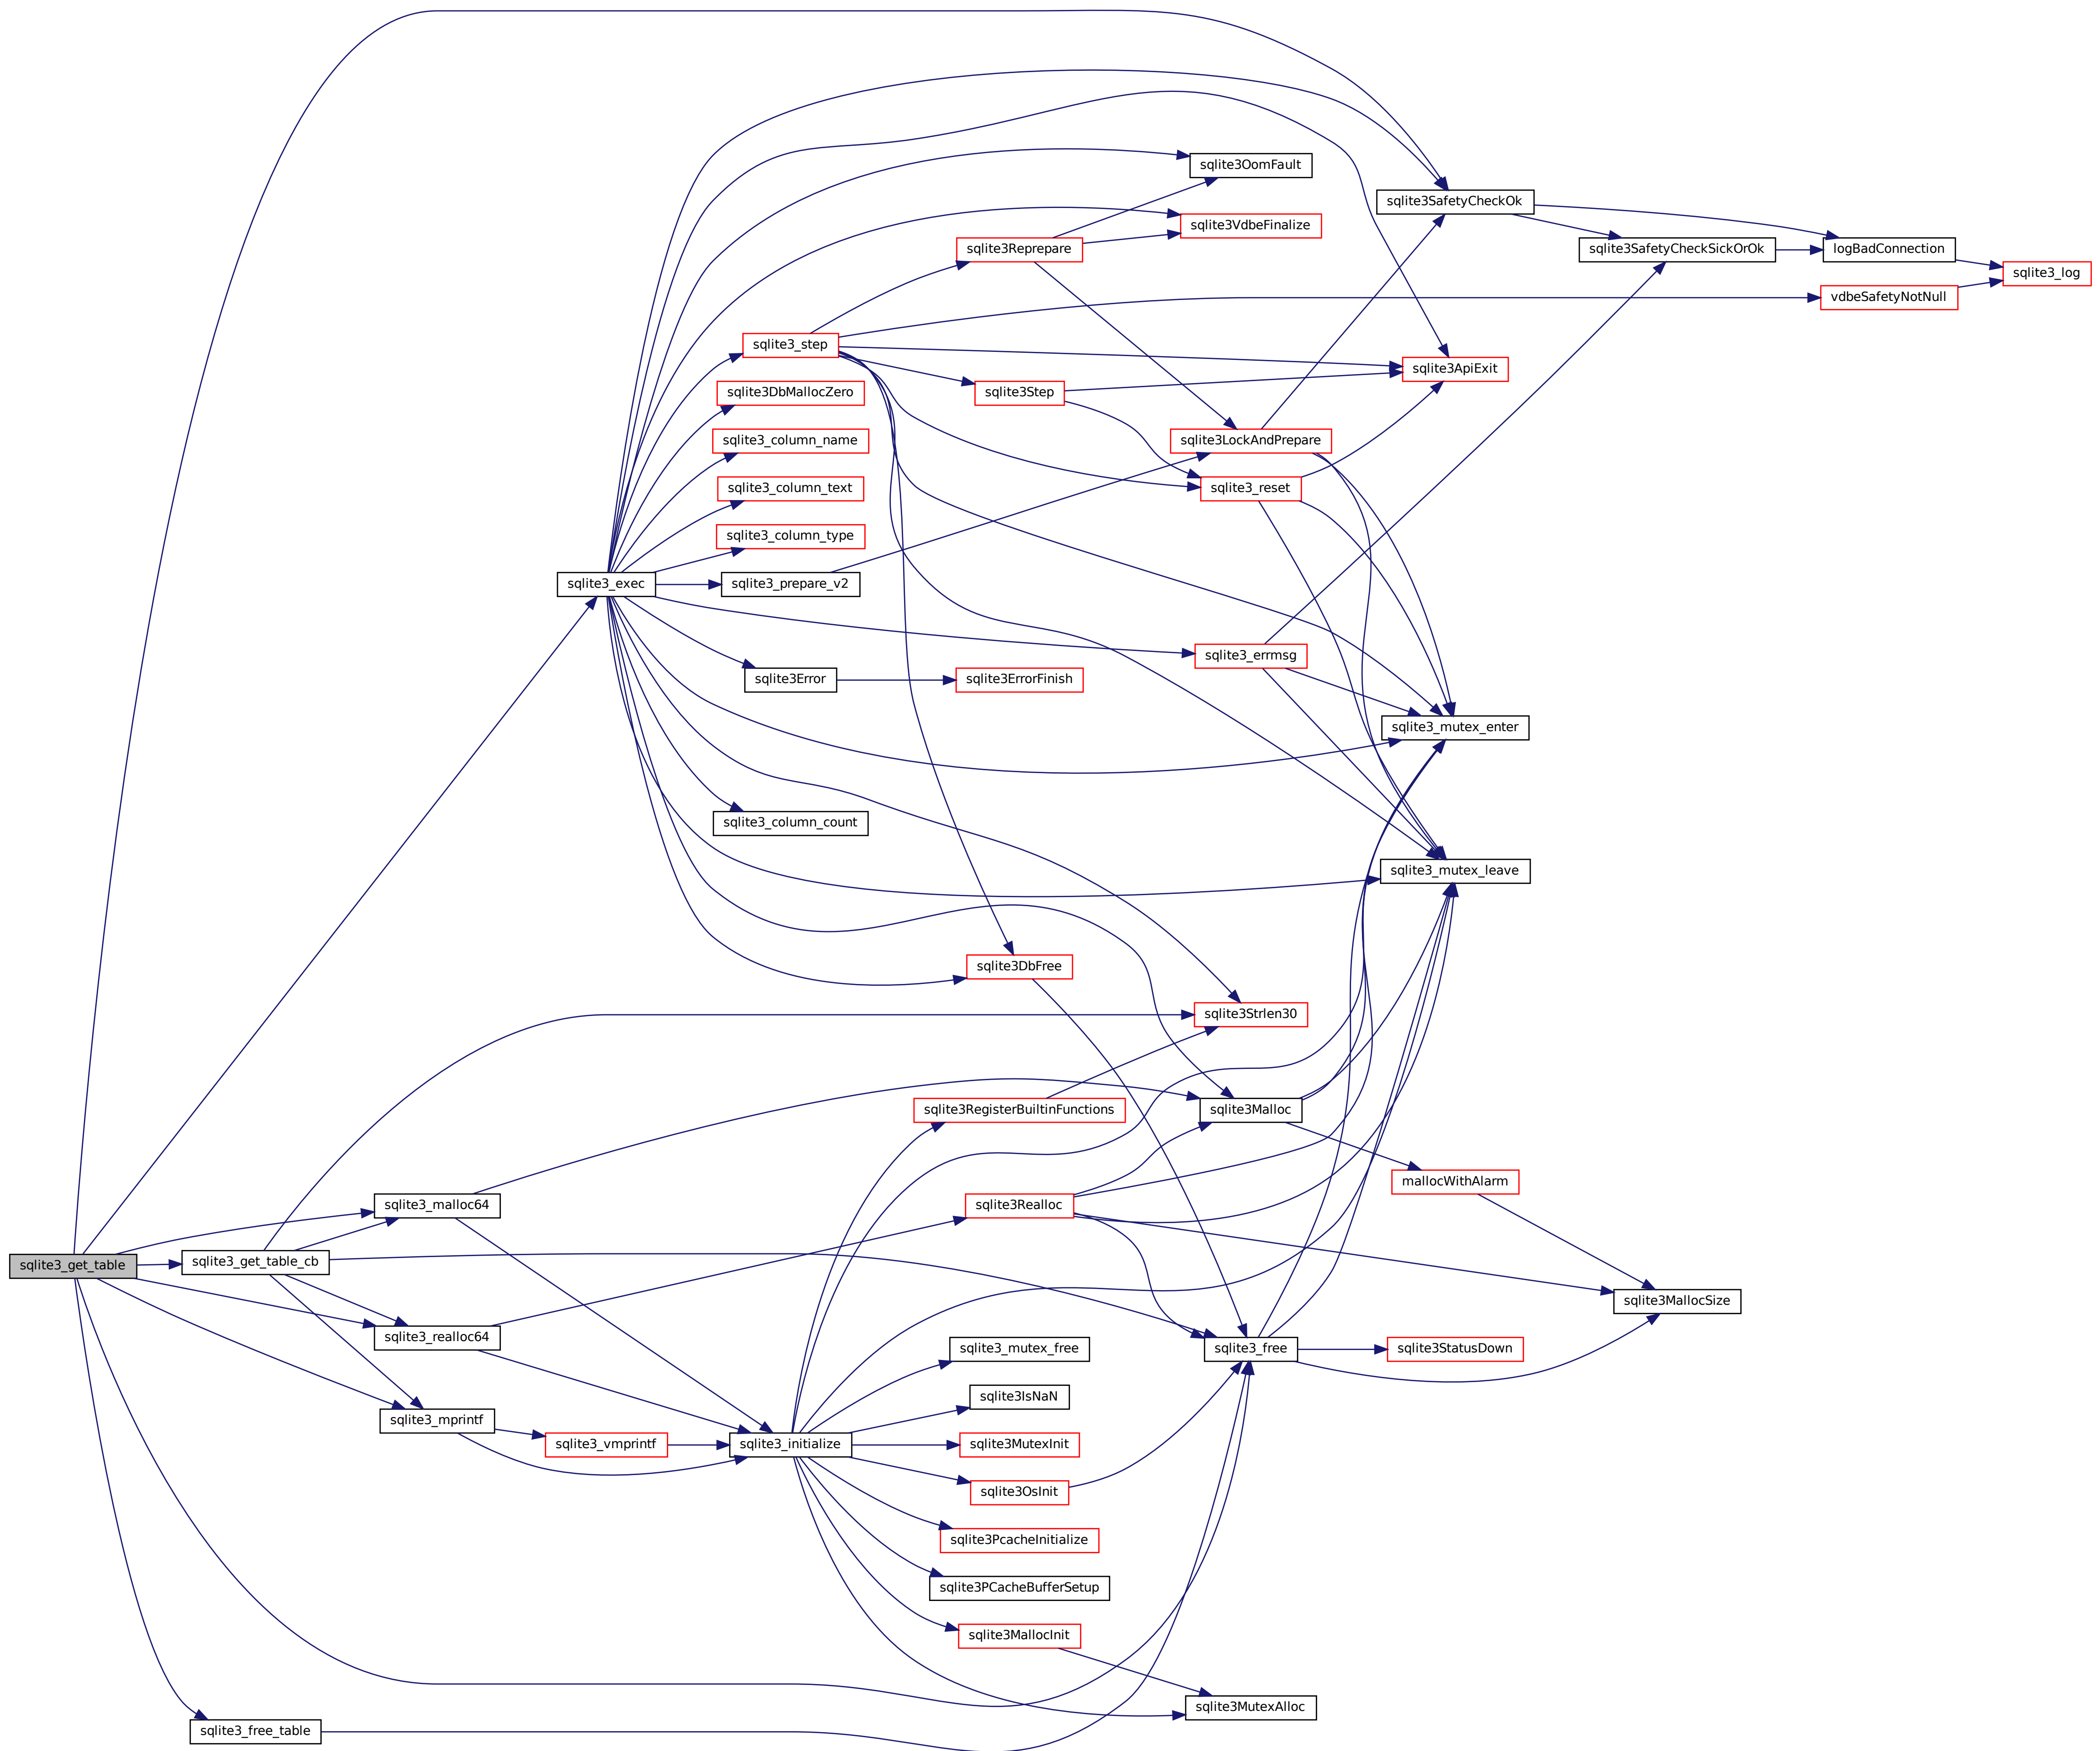 sqlite3OomFault
sqlite3SafetyCheckOk
sqlite3VdbeFinalize
sqlite3Reprepare
sqlite3SafetyCheckSickOrOk
logBadConnection
sqlite3_log
vdbeSafetyNotNull
sqlite3_step
sqlite3ApiExit
sqlite3DbMallocZero
sqlite3Step
sqlite3_column_name
sqlite3LockAndPrepare
sqlite3_column_text
sqlite3_reset
sqlite3_column_type
sqlite3_exec
sqlite3_prepare_v2
sqlite3_errmsg
sqlite3Error
sqlite3ErrorFinish
sqlite3_mutex_enter
sqlite3_column_count
sqlite3_mutex_leave
sqlite3DbFree
sqlite3Strlen30
sqlite3RegisterBuiltinFunctions
sqlite3Malloc
mallocWithAlarm
sqlite3_malloc64
sqlite3Realloc
sqlite3_get_table
sqlite3_get_table_cb
sqlite3MallocSize
sqlite3_realloc64
sqlite3_mutex_free
sqlite3_free
sqlite3StatusDown
sqlite3IsNaN
sqlite3_mprintf
sqlite3_vmprintf
sqlite3_initialize
sqlite3MutexInit
sqlite3OsInit
sqlite3PcacheInitialize
sqlite3PCacheBufferSetup
sqlite3MallocInit
sqlite3MutexAlloc
sqlite3_free_table